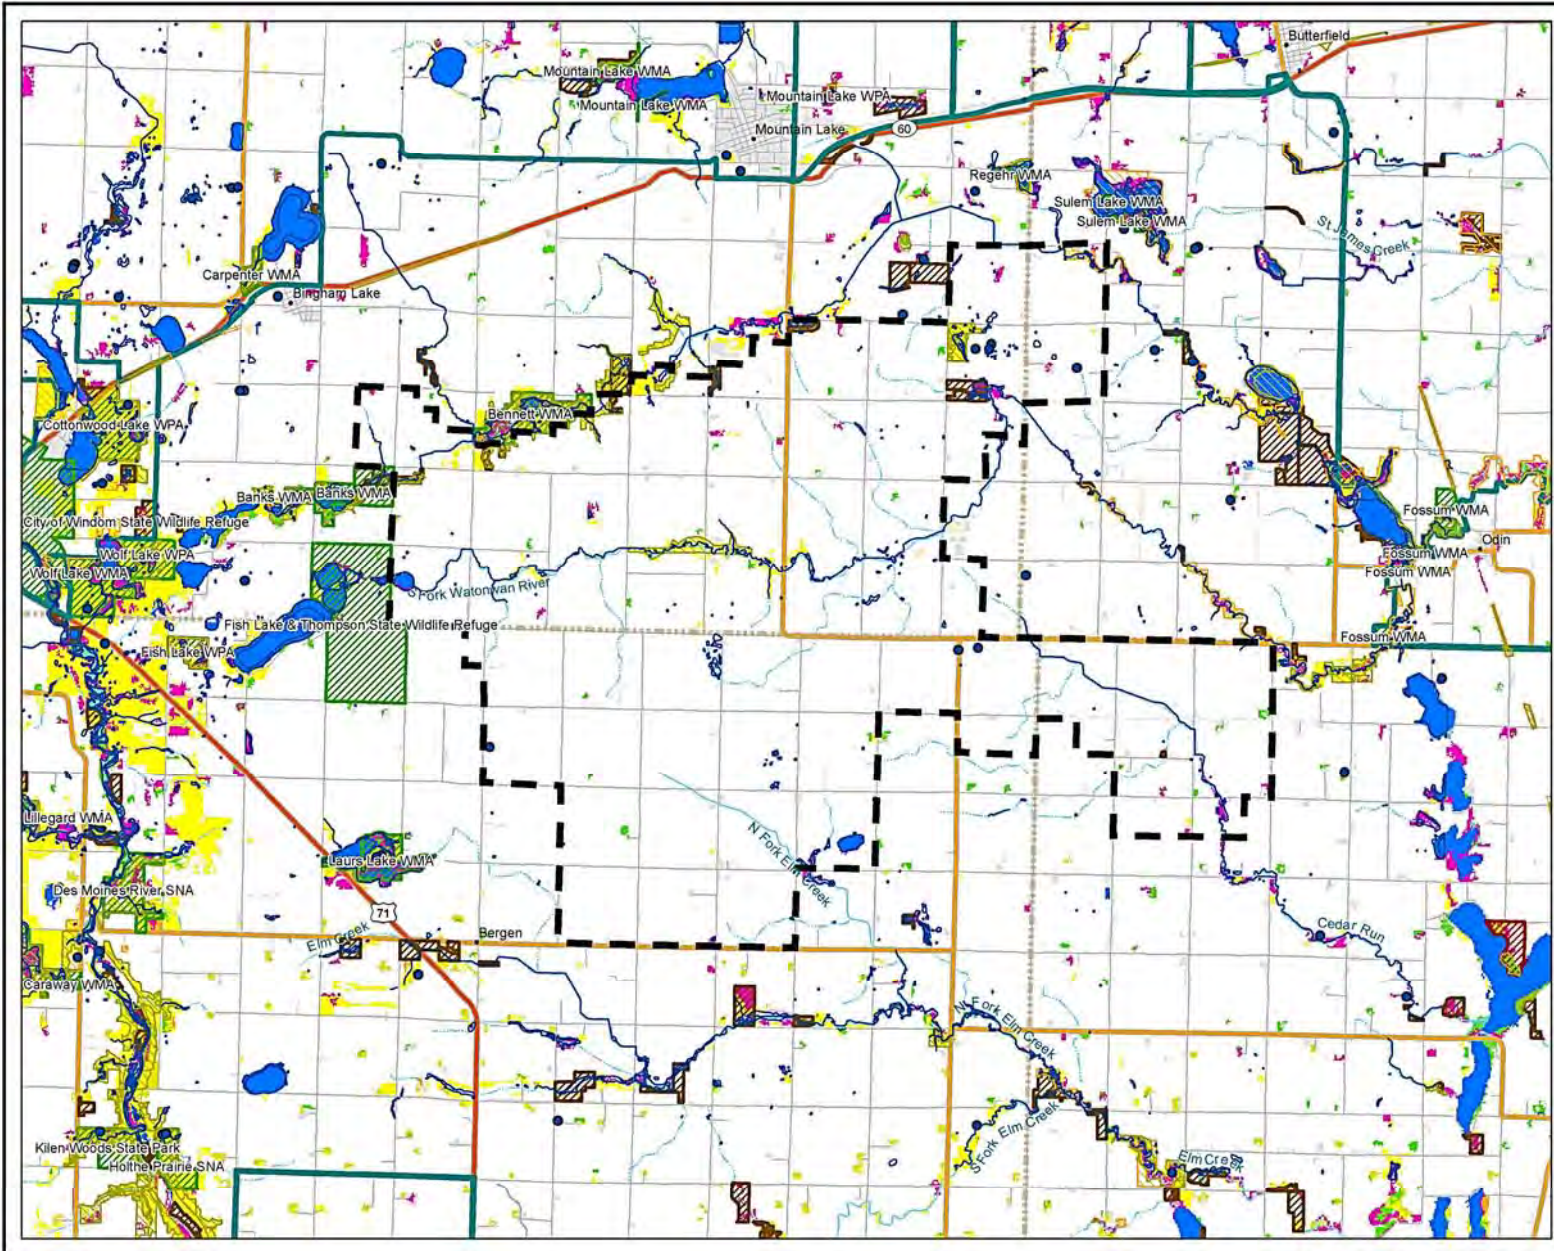 Butterfield
Mountain Lake WMA
Mountain Lake WPA
Mountain Lake WMA
Mountain Lake
60
Regehr WMA
Sulem Lake WMA
Sulem Lake WMA
St James Creek
Carpenter WMA
Bingham Lake
Bennett WMA
Cottonwood Lake WPA
Banks WMA
Banks WMA
City of Windom State Wildlife Refuge
Fossum WMA
Odin
Wolf Lake WPA
Fossum WMA
Wolf Lake WMA
Fossum WMA
S Fork Watonwan River
Fish Lake & Thompson State Wildlife Refuge
Fossum WMA
Fish Lake WPA
Lillegard WMA
N Fork Elm Creek
Laurs Lake WMA
Des Moines River SNA
71
Cedar Run
Bergen
Elm Creek
Caraway WMA
N Fork Elm Creek
S Fork Elm Creek
Kilen Woods State Park
Elm Creek
Holthe Prairie SNA